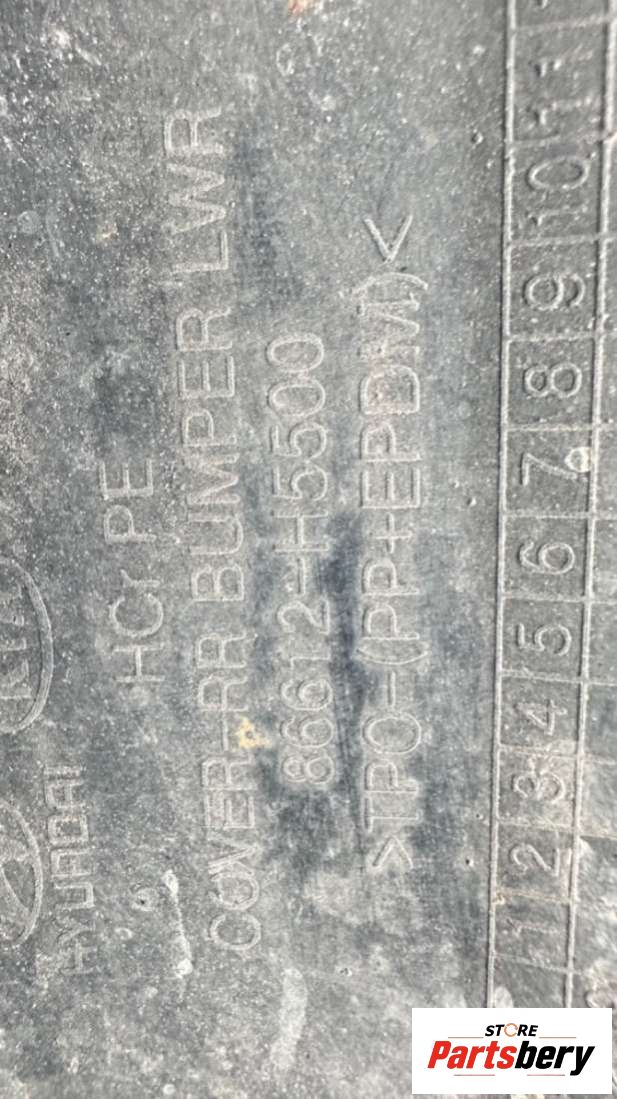 KIA
HYUNDAI
HCr PE
COVER-RR BUMPER LWR
86612-H5500
>TPO-(PP+EPDM)<
1 2 3 4 5 6 7 8 9 10 11
STORE
Partsbery